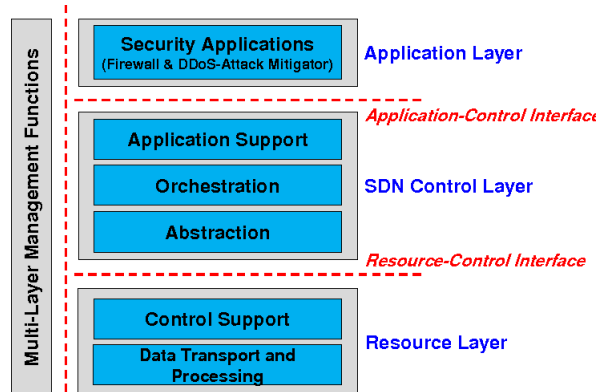 Multi-Layer Management Functions
Security Applications
(Firewall & DDoS-Attack Mitigator)
Application Layer
Application-Control Interface
Application Support
Orchestration
SDN Control Layer
Abstraction
Resource-Control Interface
Control Support
Resource Layer
Data Transport and
Processing